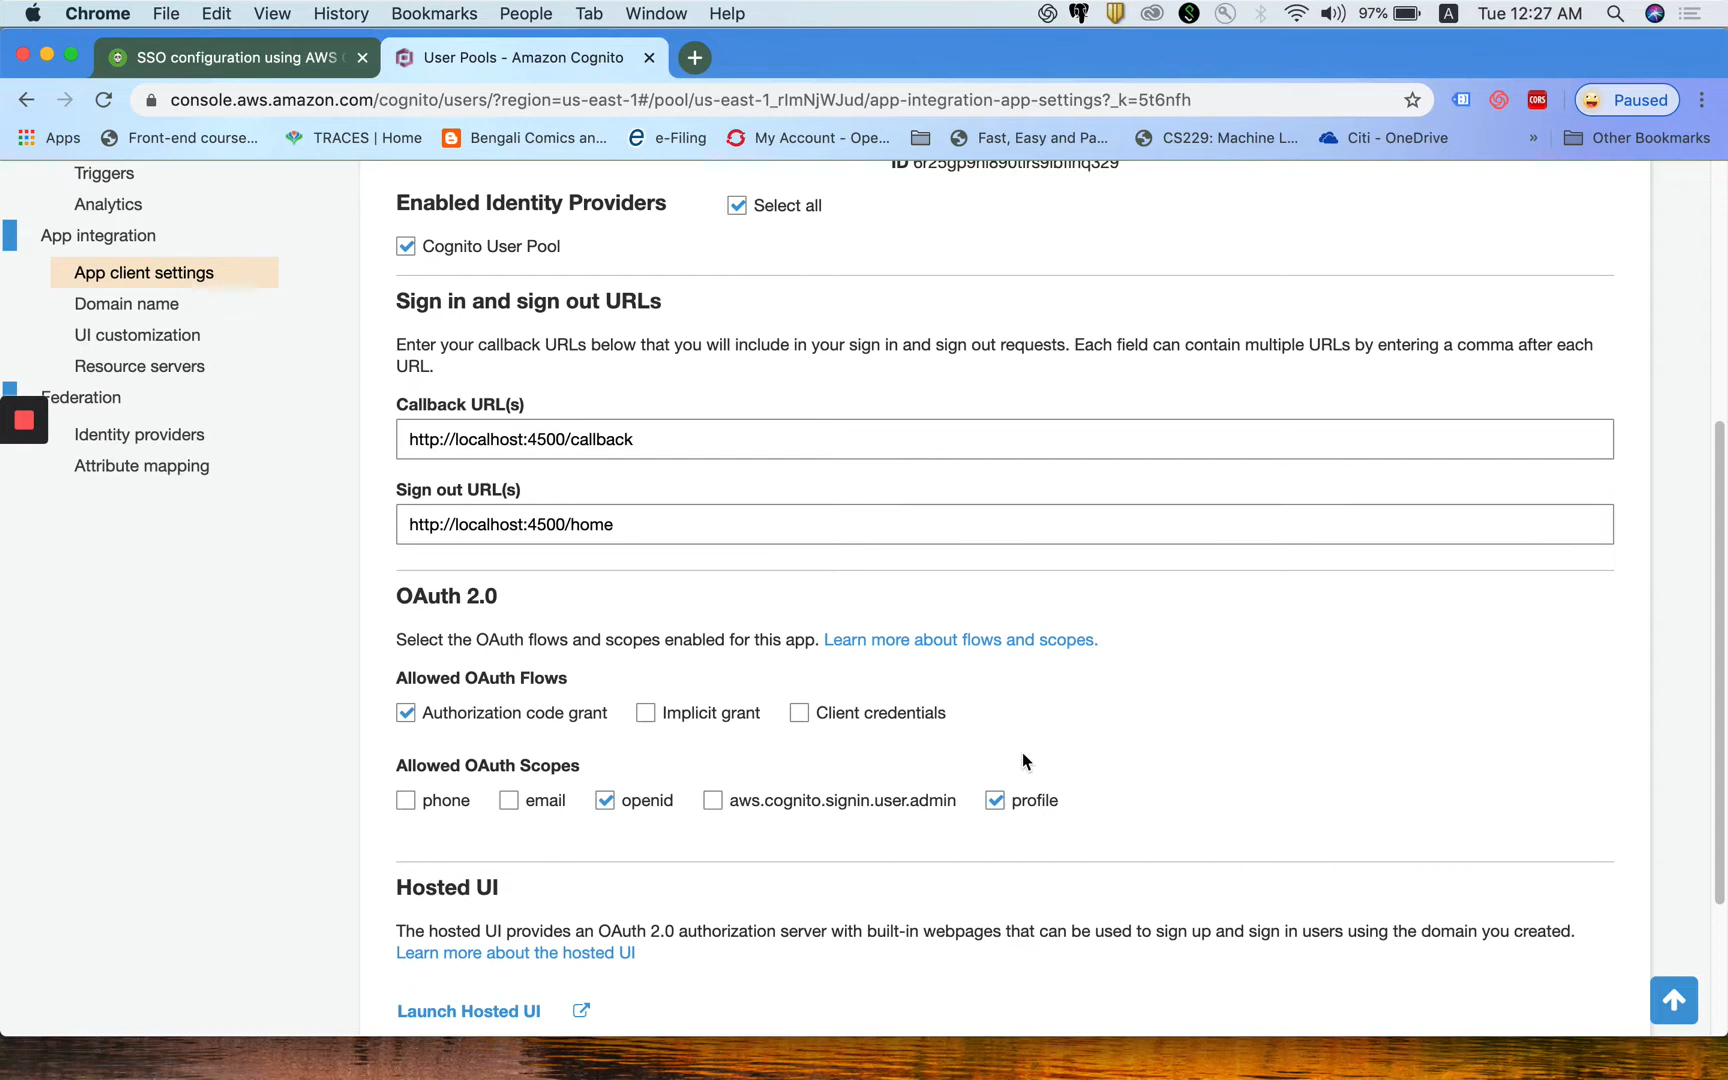 Chrome File Edit View History Bookmarks People Tab Window Help 97% A Tue 12:27 AM
SSO configuration using AWS User Pools - Amazon Cognito
console.aws.amazon.com/cognito/users/?region=us-east-1#/pool/us-east-1_rlmNjWJud/app-integration-app-settings?_k=5t6nfh CORS Paused
Apps Front-end course... TRACES | Home Bengali Comics an... e-Filing My Account - Ope... Fast, Easy and Pa... CS229: Machine L... Citi - OneDrive » Other Bookmarks
Triggers
Analytics
App integration
App client settings
Domain name
UI customization
Resource servers
Federation
Identity providers
Attribute mapping
ID
Enabled Identity Providers Select all
Cognito User Pool
Sign in and sign out URLs
Enter your callback URLs below that you will include in your sign in and sign out requests. Each field can contain multiple URLs by entering a comma after each
URL.
Callback URL(s)
http://localhost:4500/callback
Sign out URL(s)
http://localhost:4500/home
OAuth 2.0
Select the OAuth flows and scopes enabled for this app. Learn more about flows and scopes.
Allowed OAuth Flows
Authorization code grant Implicit grant Client credentials
Allowed OAuth Scopes
phone email openid aws.cognito.signin.user.admin profile
Hosted UI
The hosted UI provides an OAuth 2.0 authorization server with built-in webpages that can be used to sign up and sign in users using the domain you created.
Learn more about the hosted UI
Launch Hosted UI